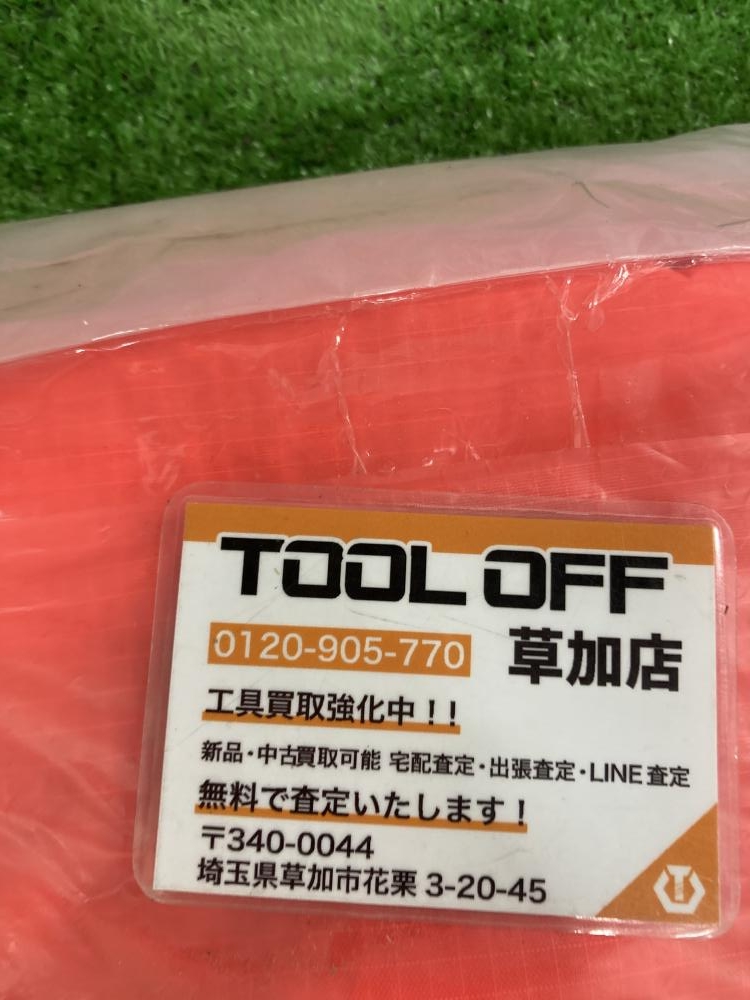 TOOL OFF
0120-905-770 草加店
工具買取強化中!!
新品・中古買取可能 宅配査定・出張査定・LINE査定
無料で査定いたします!
〒340-0044
埼玉県草加市花栗 3-20-45